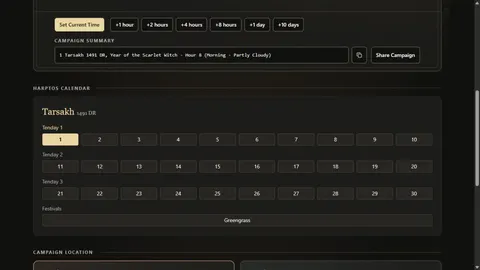 Set Current Time +1 hour +2 hours +4 hours +8 hours +1 day +10 days
CAMPAIGN SUMMARY
1 Tarsakh 1491 DR, Year of the Scarlet Witch - Hour 8 (Morning - Partly Cloudy)
Share Campaign
HARPTOS CALENDAR
Tarsakh 1491 DR
Tenday 1
1 2 3 4 5 6 7 8 9 10
Tenday 2
11 12 13 14 15 16 17 18 19 20
Tenday 3
21 22 23 24 25 26 27 28 29 30
Festivals
Greengrass
CAMPAIGN LOCATION